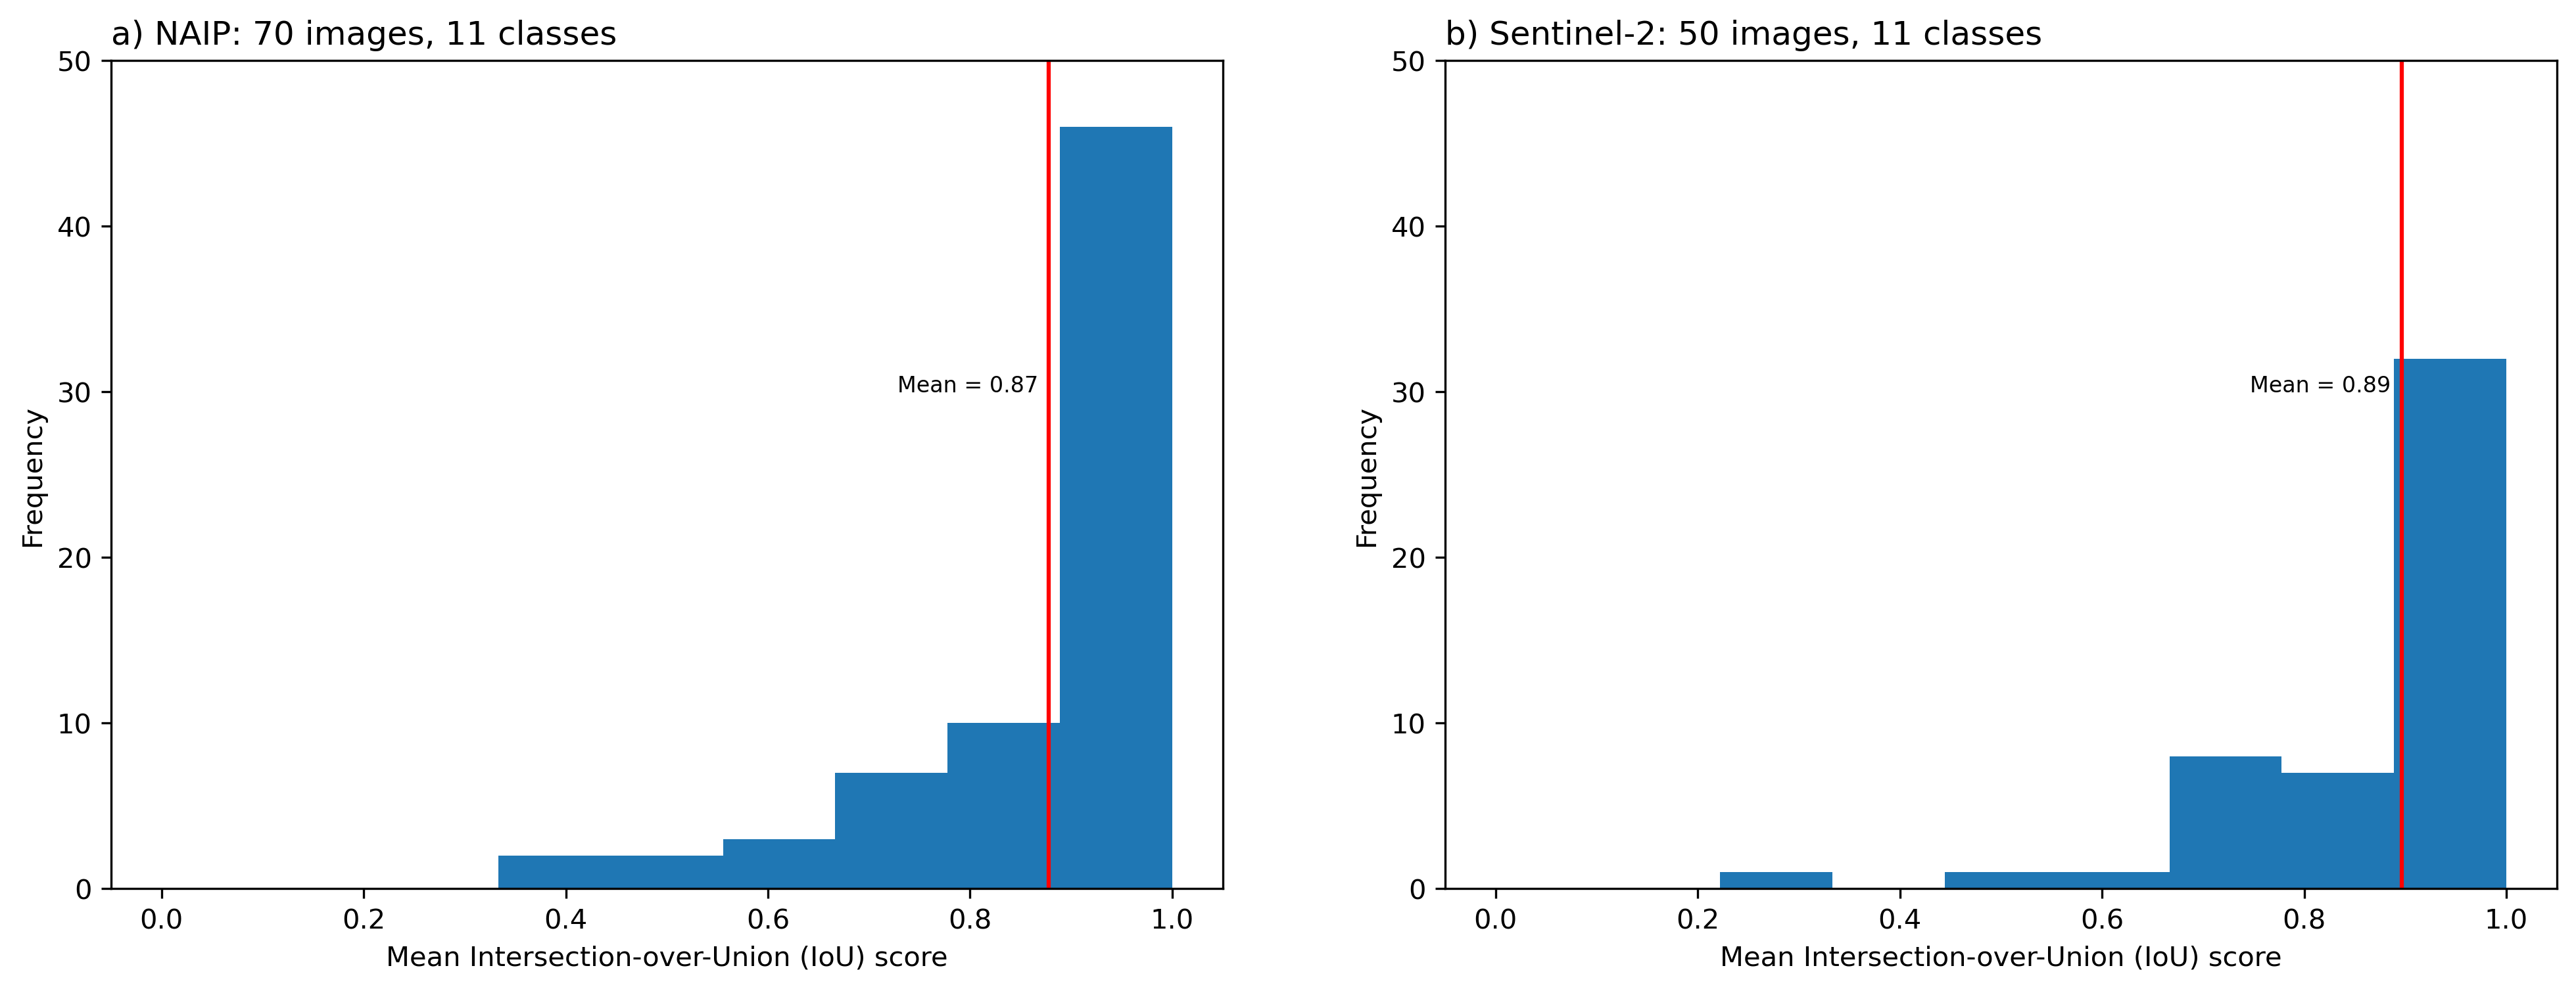 a) NAIP: 70 images, 11 classes
50
40
30
20
10
0
Frequency
Mean = 0.87
0.0 0.2 0.4 0.6 0.8 1.0
Mean Intersection-over-Union (IoU) score
b) Sentinel-2: 50 images, 11 classes
50
40
30
20
10
0
Frequency
Mean = 0.89
0.0 0.2 0.4 0.6 0.8 1.0
Mean Intersection-over-Union (IoU) score